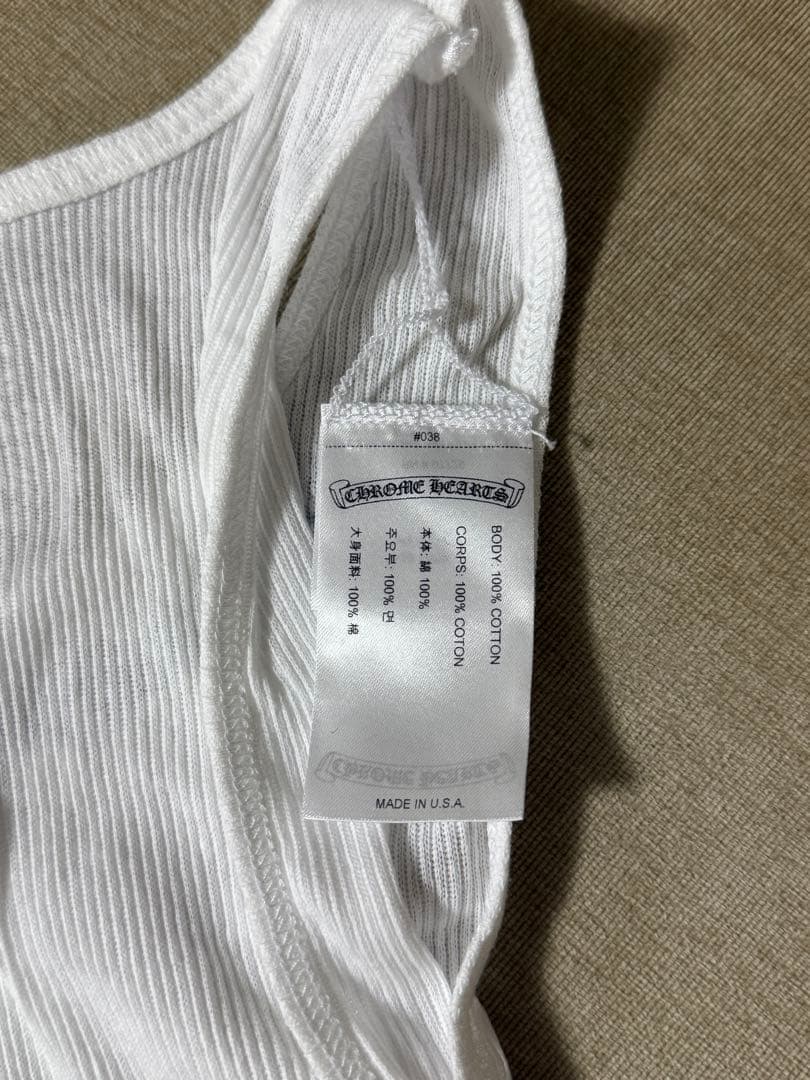 #038
CHROME HEARTS
BODY: 100% COTTON
CORPS: 100% COTON
本体: 綿 100%
주요부: 100% 면
大身面料: 100% 棉
CHROME HEARTS
MADE IN U.S.A.